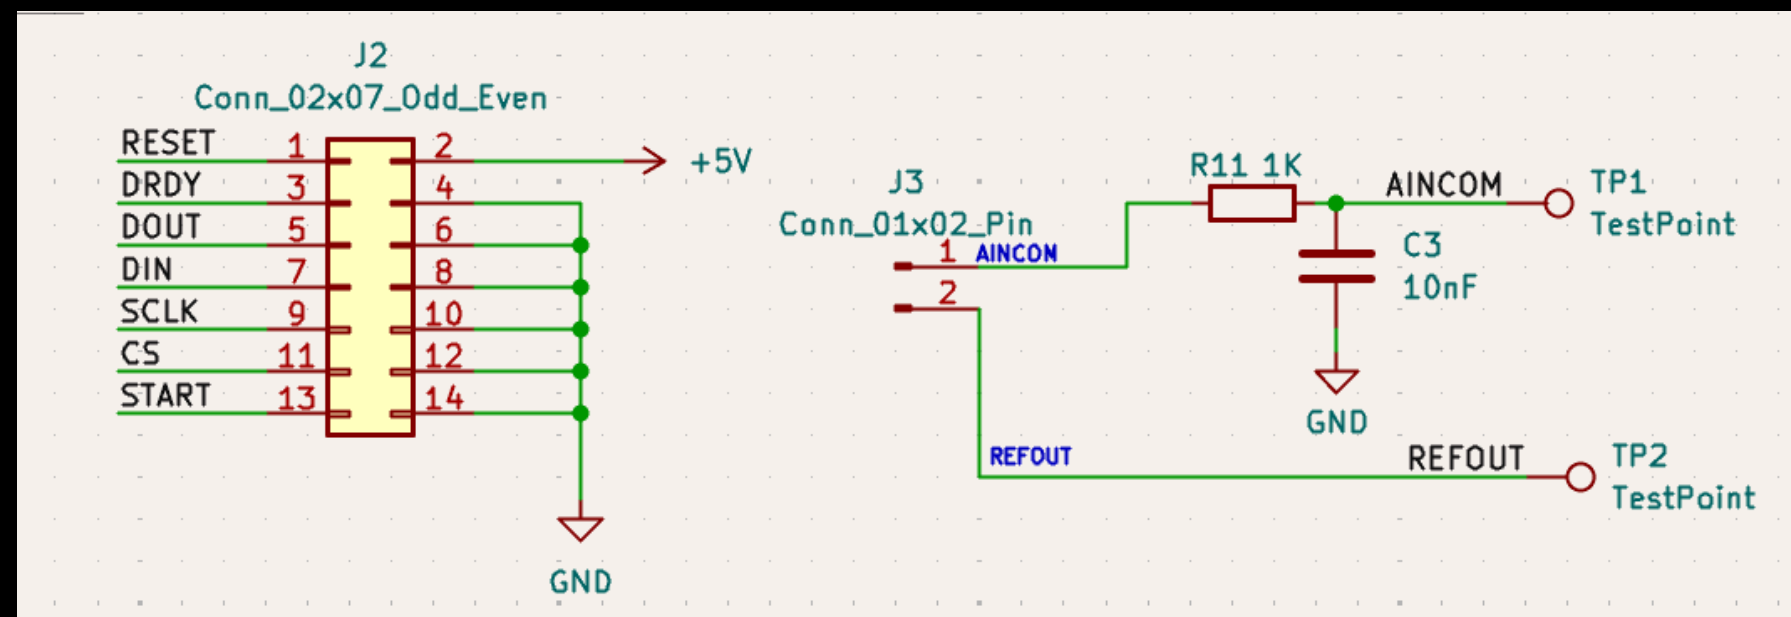 J2
Conn_02x07_Odd_Even
RESET 1 2 +5V
DRDY 3 4
DOUT 5 6
DIN 7 8
SCLK 9 10
CS 11 12
START 13 14
GND
J3
Conn_01x02_Pin
1 AINCON
2
R11 1K
AINCOM
TP1
TestPoint
C3
10nF
GND
REFOUT
REFOUT
TP2
TestPoint